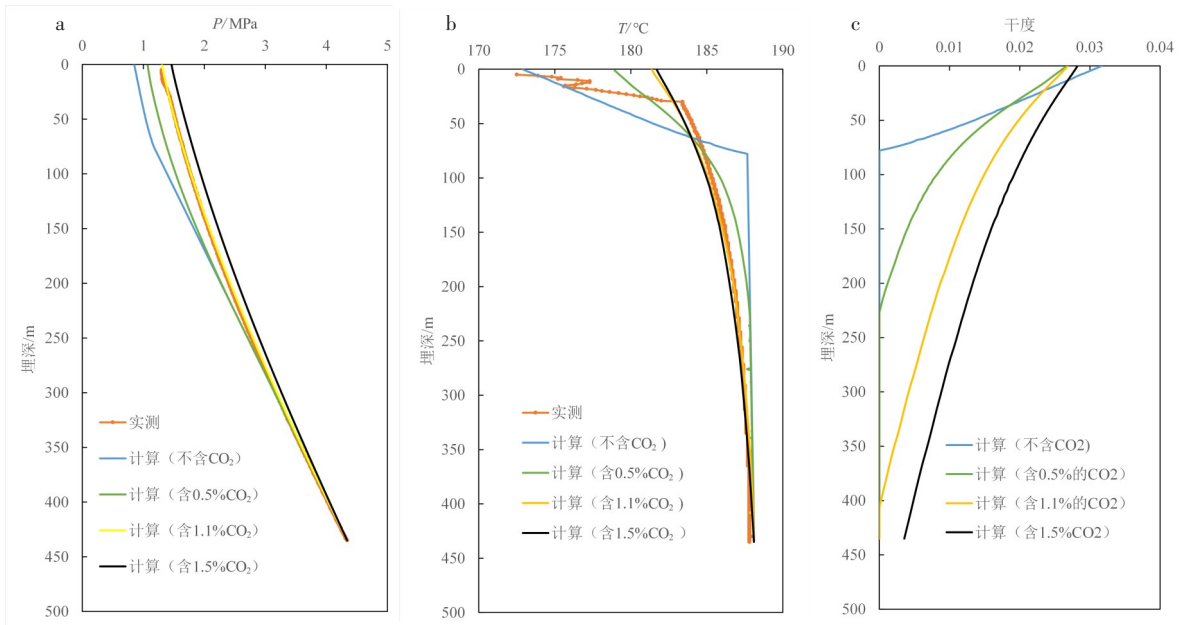 a
P/MPa
0 1 2 3 4 5
0
50
100
150
200
250
300
350
400
450
500
埋深/m
实测
计算（不含CO₂）
计算（含0.5%CO₂）
计算（含1.1%CO₂）
计算（含1.5%CO₂）
b
T/℃
170 175 180 185 190
0
50
100
150
200
250
300
350
400
450
500
埋深/m
实测
计算（不含CO₂）
计算（含0.5%CO₂）
计算（含1.1%CO₂）
计算（含1.5%CO₂）
c
干度
0 0.01 0.02 0.03 0.04
0
50
100
150
200
250
300
350
400
450
500
埋深/m
计算（不含CO2)
计算（含0.5%的CO2）
计算（含1.1%的CO2）
计算（含1.5%CO2）